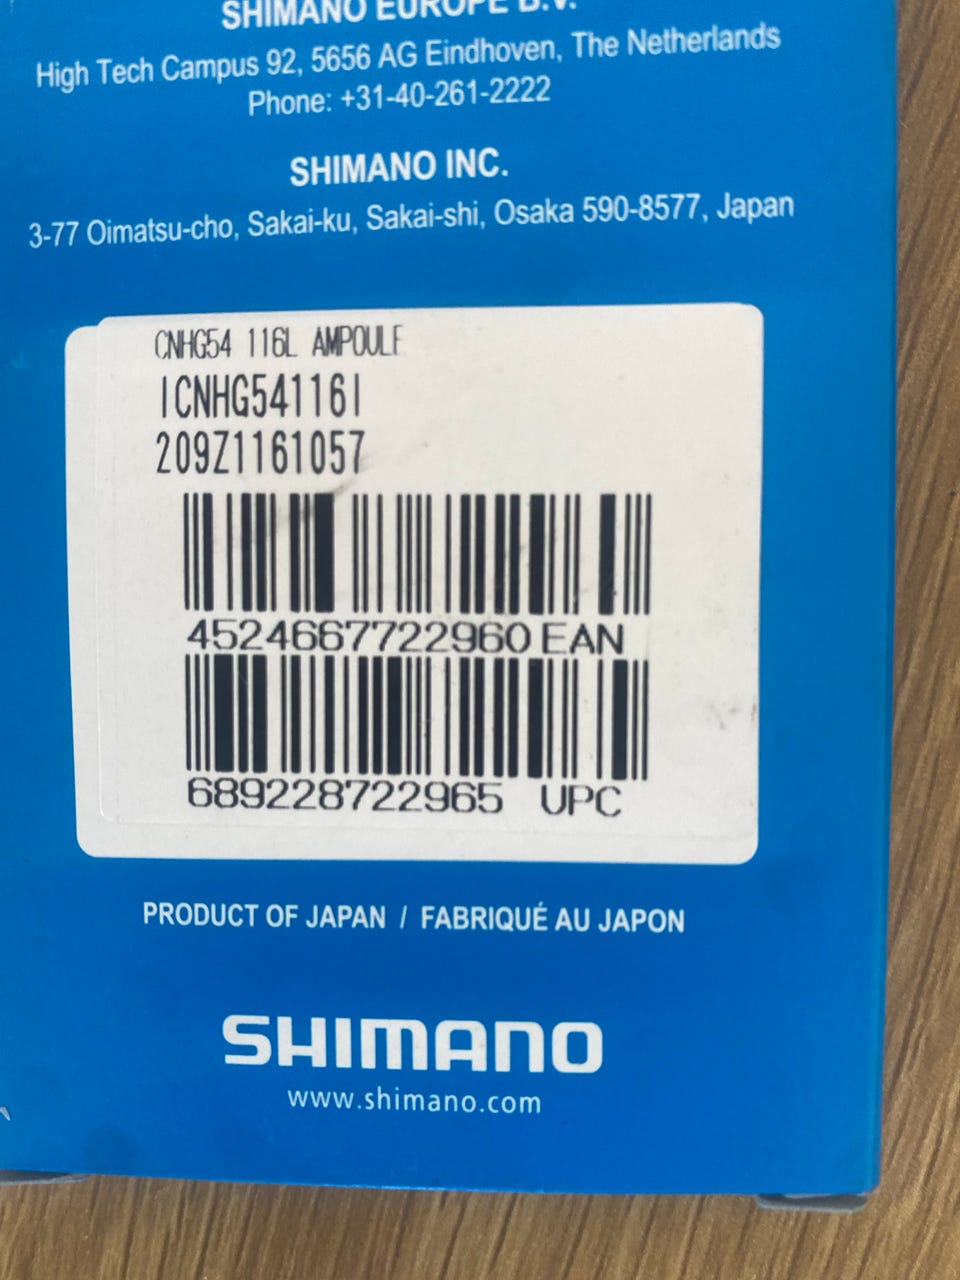 SHIMANO EUROPE B.V.
High Tech Campus 92, 5656 AG Eindhoven, The Netherlands
Phone: +31-40-261-2222
SHIMANO INC.
3-77 Oimatsu-cho, Sakai-ku, Sakai-shi, Osaka 590-8577, Japan
CNHG54 116L AMPOULE
ICNHG54116I
209Z1161057
4524667722960 EAN
689228722965 UPC
PRODUCT OF JAPAN / FABRIQUÉ AU JAPON
SHIMANO
www.shimano.com